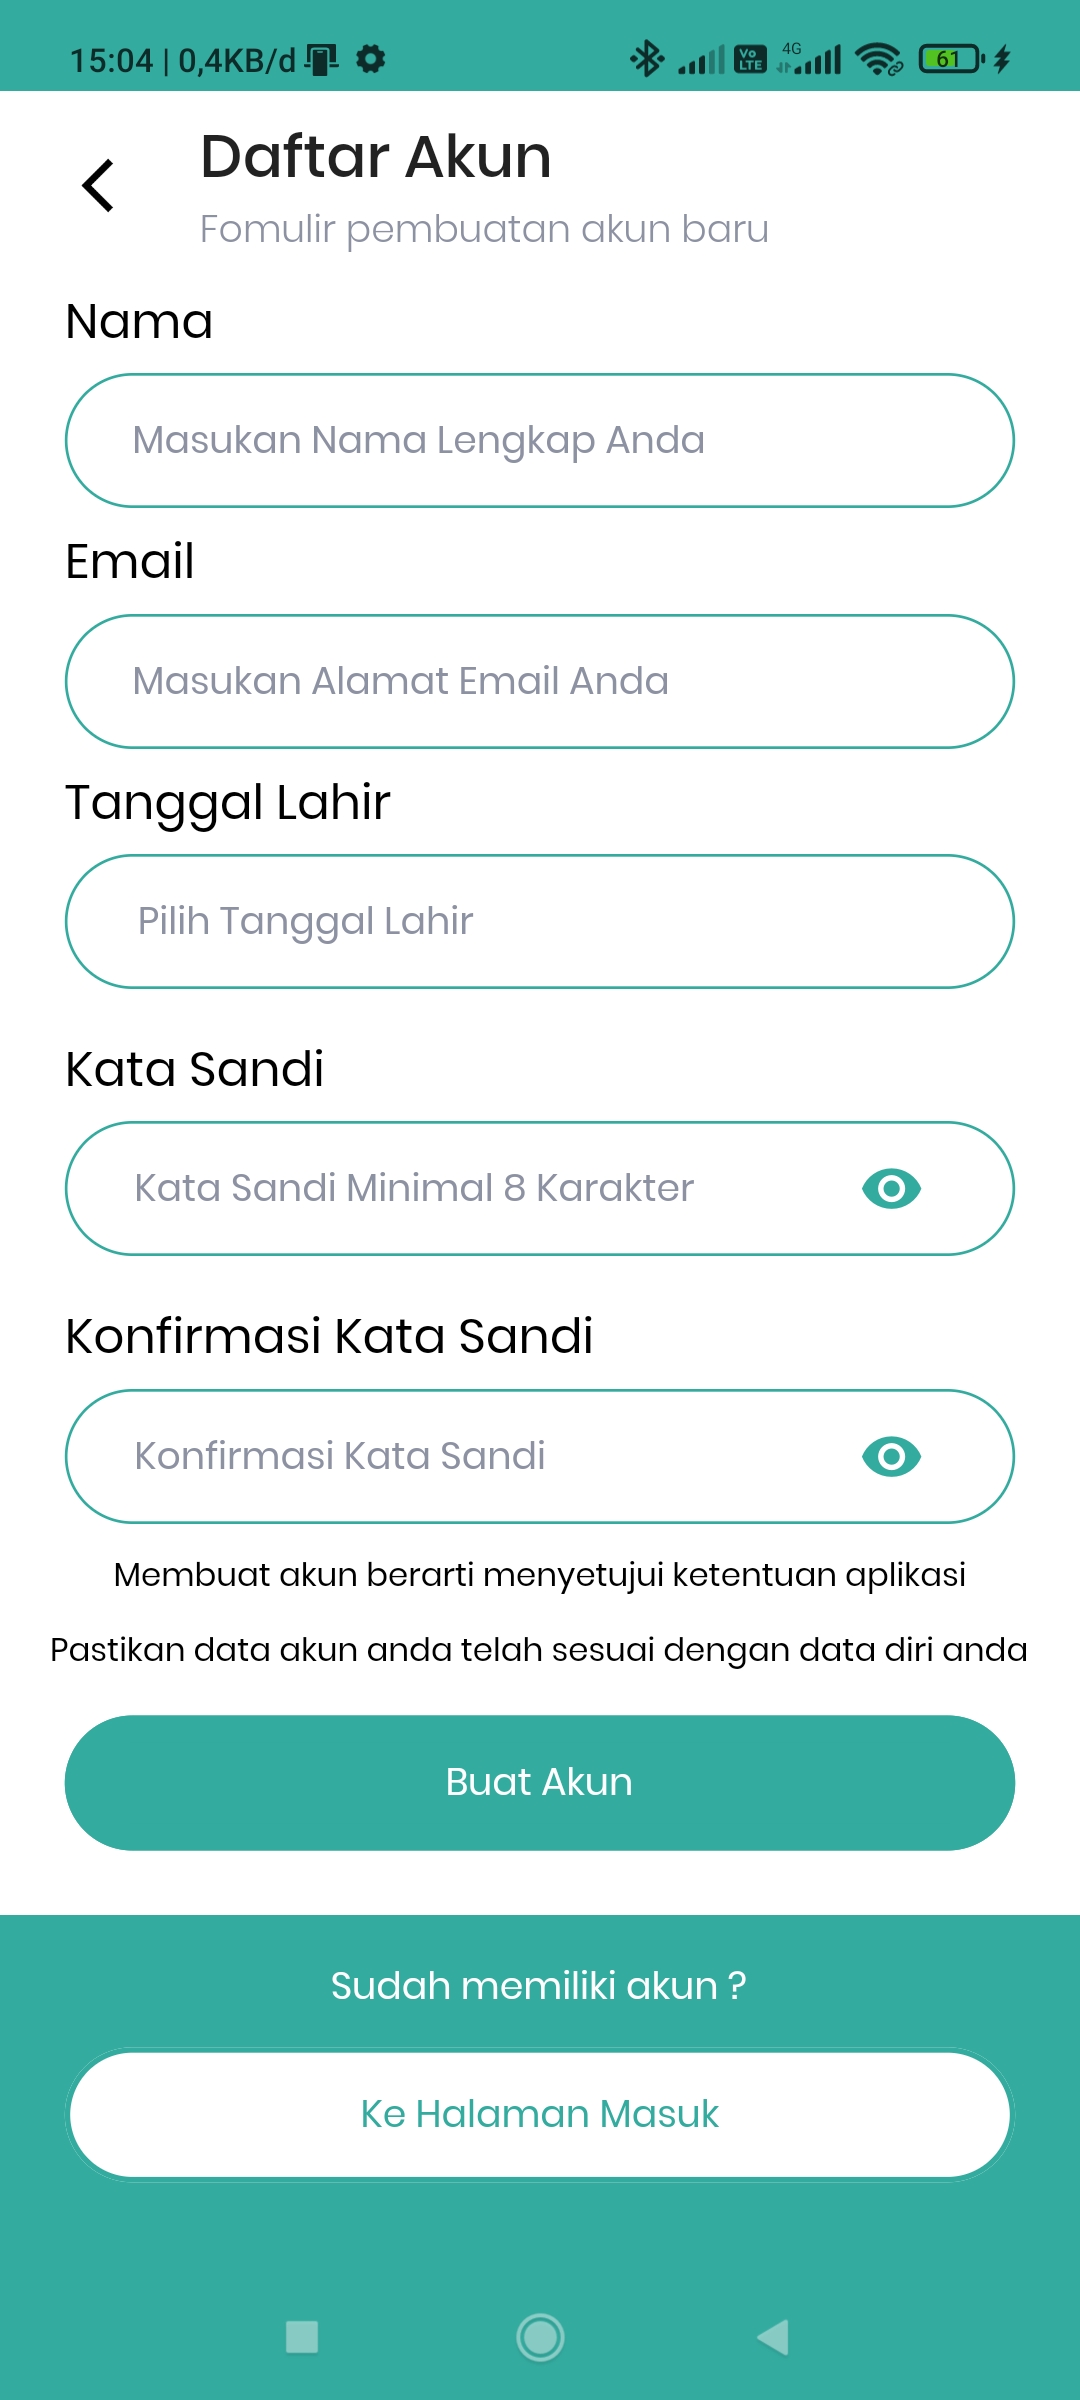 15:04 | 0,4KB/d
Vo LTE 4G 61
Daftar Akun
Fomulir pembuatan akun baru
Nama
Masukan Nama Lengkap Anda
Email
Masukan Alamat Email Anda
Tanggal Lahir
Pilih Tanggal Lahir
Kata Sandi
Kata Sandi Minimal 8 Karakter
Konfirmasi Kata Sandi
Konfirmasi Kata Sandi
Membuat akun berarti menyetujui ketentuan aplikasi
Pastikan data akun anda telah sesuai dengan data diri anda
Buat Akun
Sudah memiliki akun ?
Ke Halaman Masuk